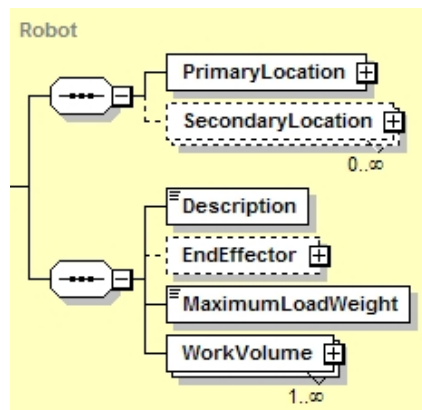 Robot
PrimaryLocation
SecondaryLocation
0..∞
Description
EndEffector
MaximumLoadWeight
WorkVolume
1..∞